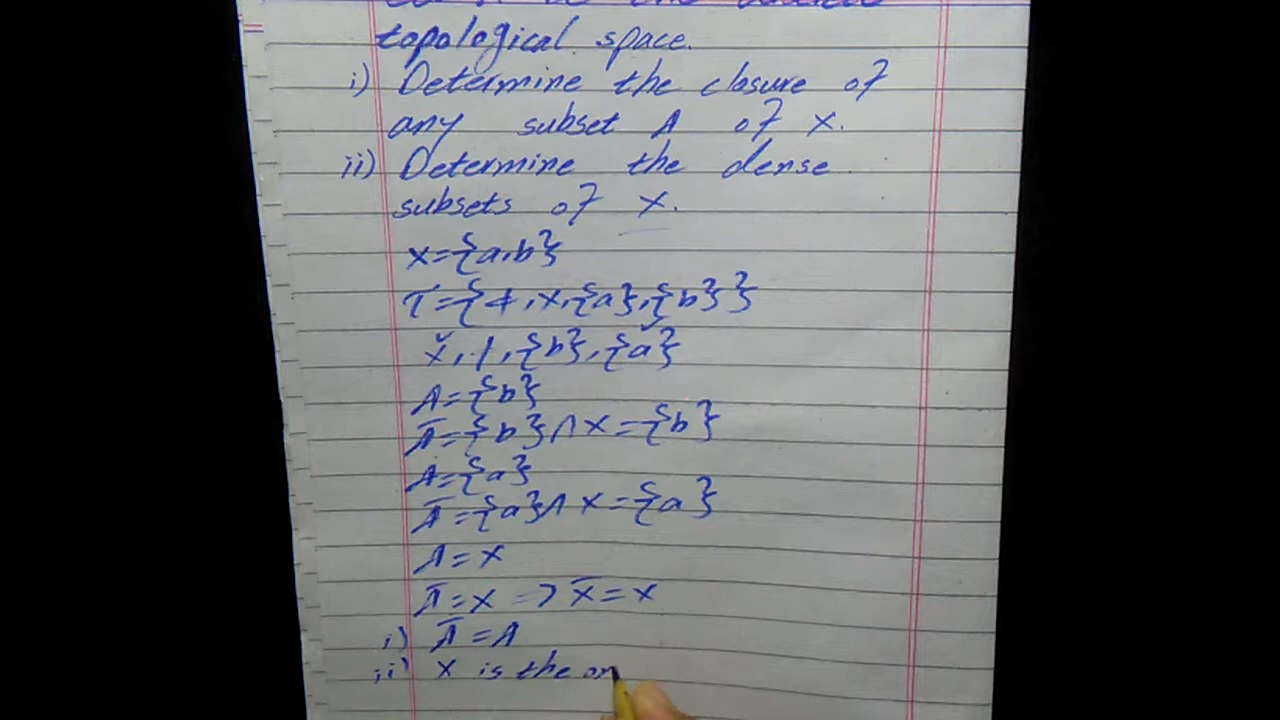 topological space.
i) Determine the closure of
any subset A of X.
ii) Determine the dense
subsets of X.
X={a,b}
τ={ϕ,X,{a},{b}}
X,ϕ,{b},{a}
A={b}
A̅={b}∩X={b}
A={a}
A̅={a}∩X={a}
A=X
A̅=X => X̅=X
i) A̅=A
ii) X is the on